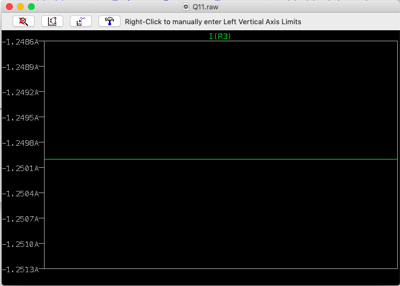 Q11.raw
Right-Click to manually enter Left Vertical Axis Limits
I(R3)
-1.2486A
-1.2489A
-1.2492A
-1.2495A
-1.2498A
-1.2501A
-1.2504A
-1.2507A
-1.2510A
-1.2513A